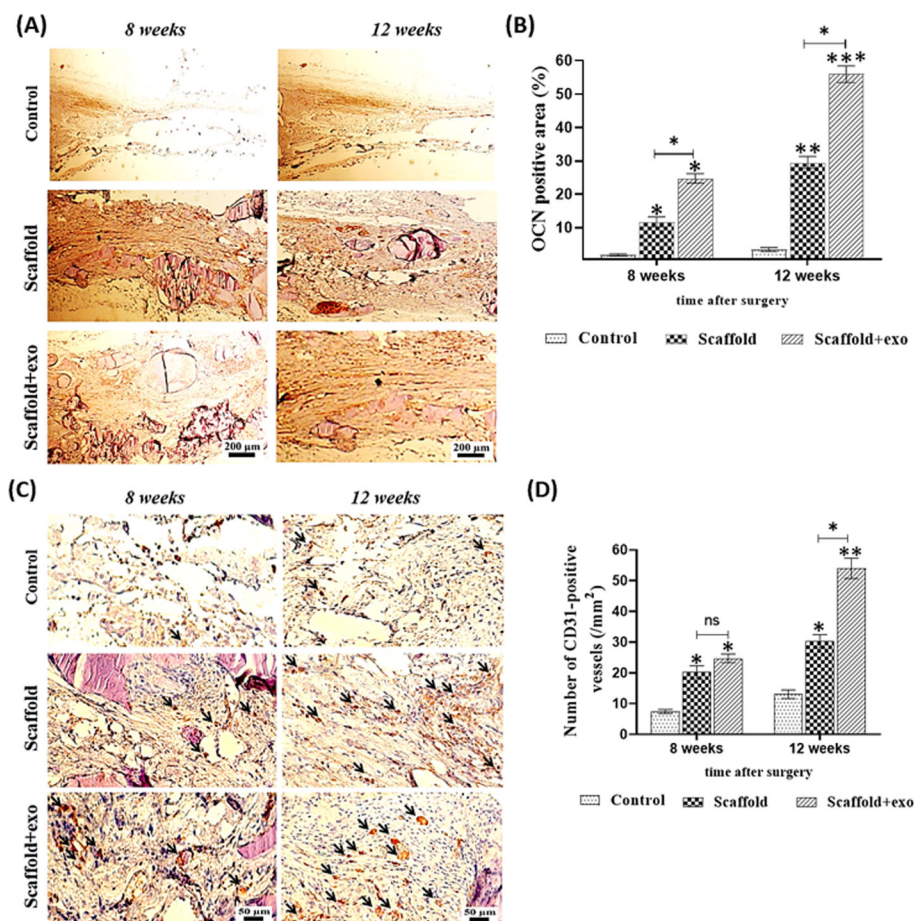 (A)
8 weeks
12 weeks
Control
Scaffold
Scaffold+exo
200 µm
200 µm
(B)
OCN positive area (%)
60
50
40
30
20
10
*
*
*
**
*
***
8 weeks
12 weeks
time after surgery
Control
Scaffold
Scaffold+exo
(C)
8 weeks
12 weeks
Control
Scaffold
Scaffold+exo
50 µm
50 µm
(D)
Number of CD31-positive
vessels (/mm²)
60
50
40
30
20
10
0
*
ns
*
*
*
**
8 weeks
12 weeks
time after surgery
Control
Scaffold
Scaffold+exo